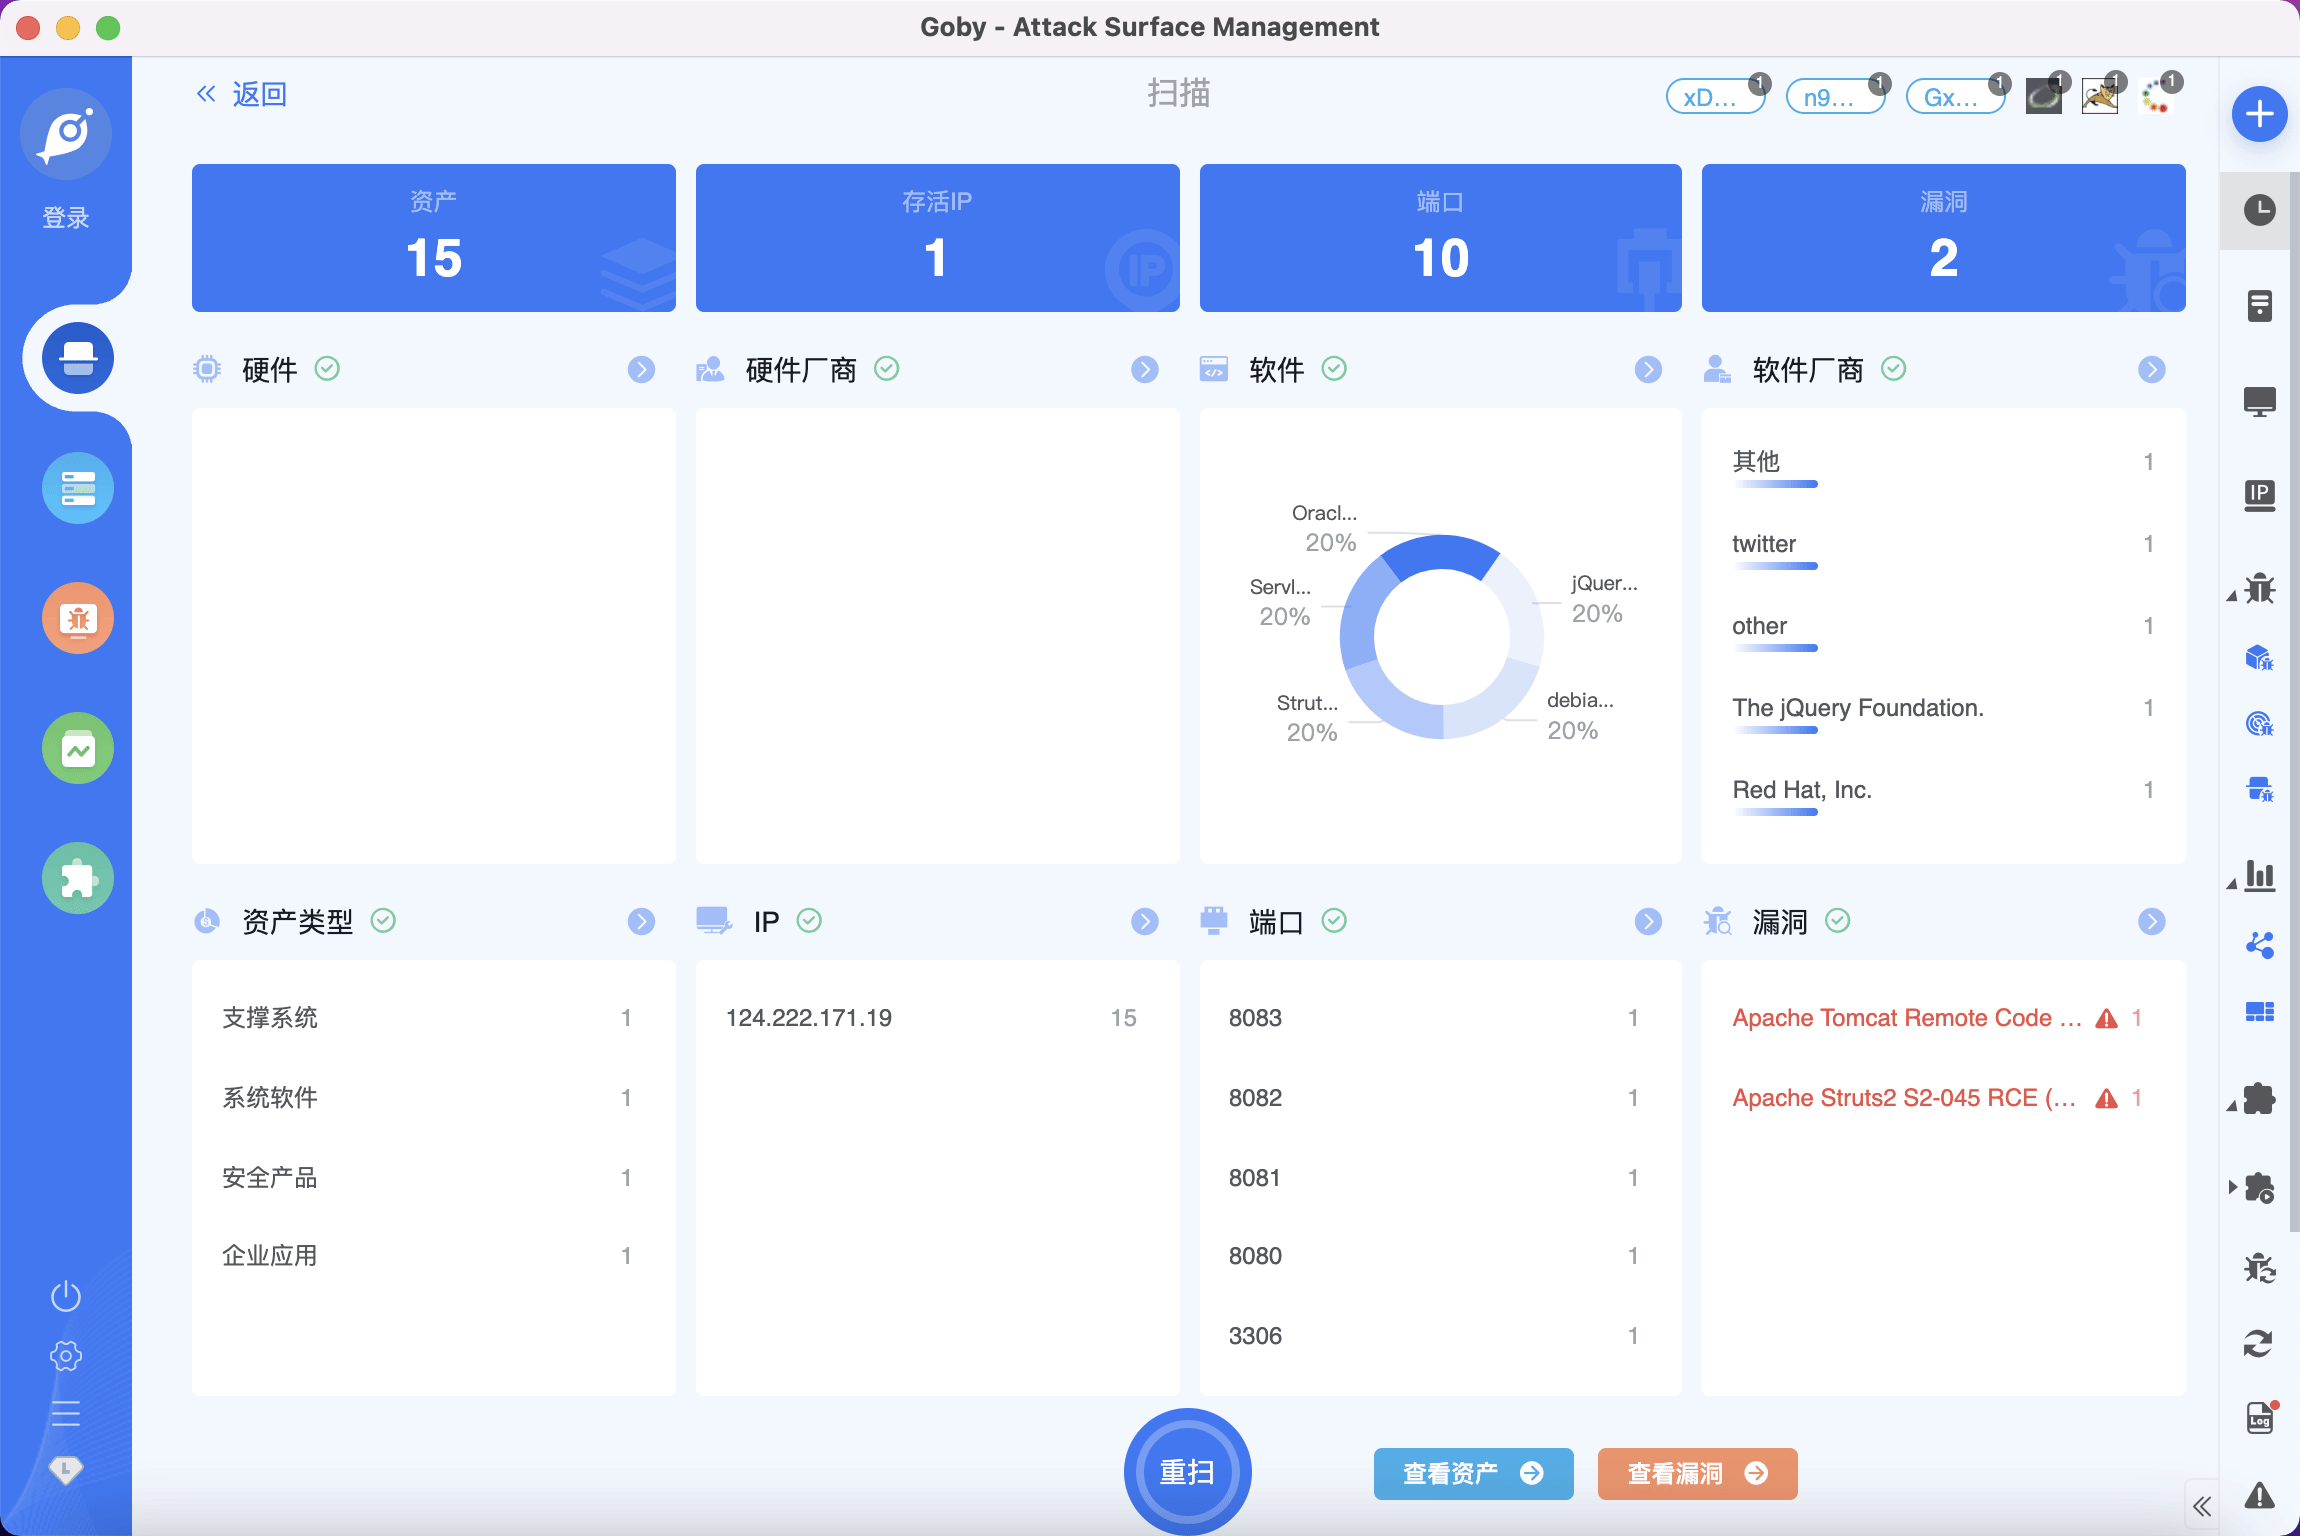 Goby - Attack Surface Management
登录
返回
扫描
xD...
1
n9...
1
Gx...
1
1
1
1
资产
15
存活IP
1
IP
端口
10
漏洞
2
硬件
硬件厂商
软件
软件厂商
Oracl...
20%
Servl...
20%
Strut...
20%
jQuer...
20%
debia...
20%
其他 1
twitter 1
other 1
The jQuery Foundation. 1
Red Hat, Inc. 1
资产类型
IP
端口
漏洞
支撑系统 1
系统软件 1
安全产品 1
企业应用 1
124.222.171.19 15
8083 1
8082 1
8081 1
8080 1
3306 1
Apache Tomcat Remote Code ... 1
Apache Struts2 S2-045 RCE (... 1
重扫
查看资产
查看漏洞
IP
Log